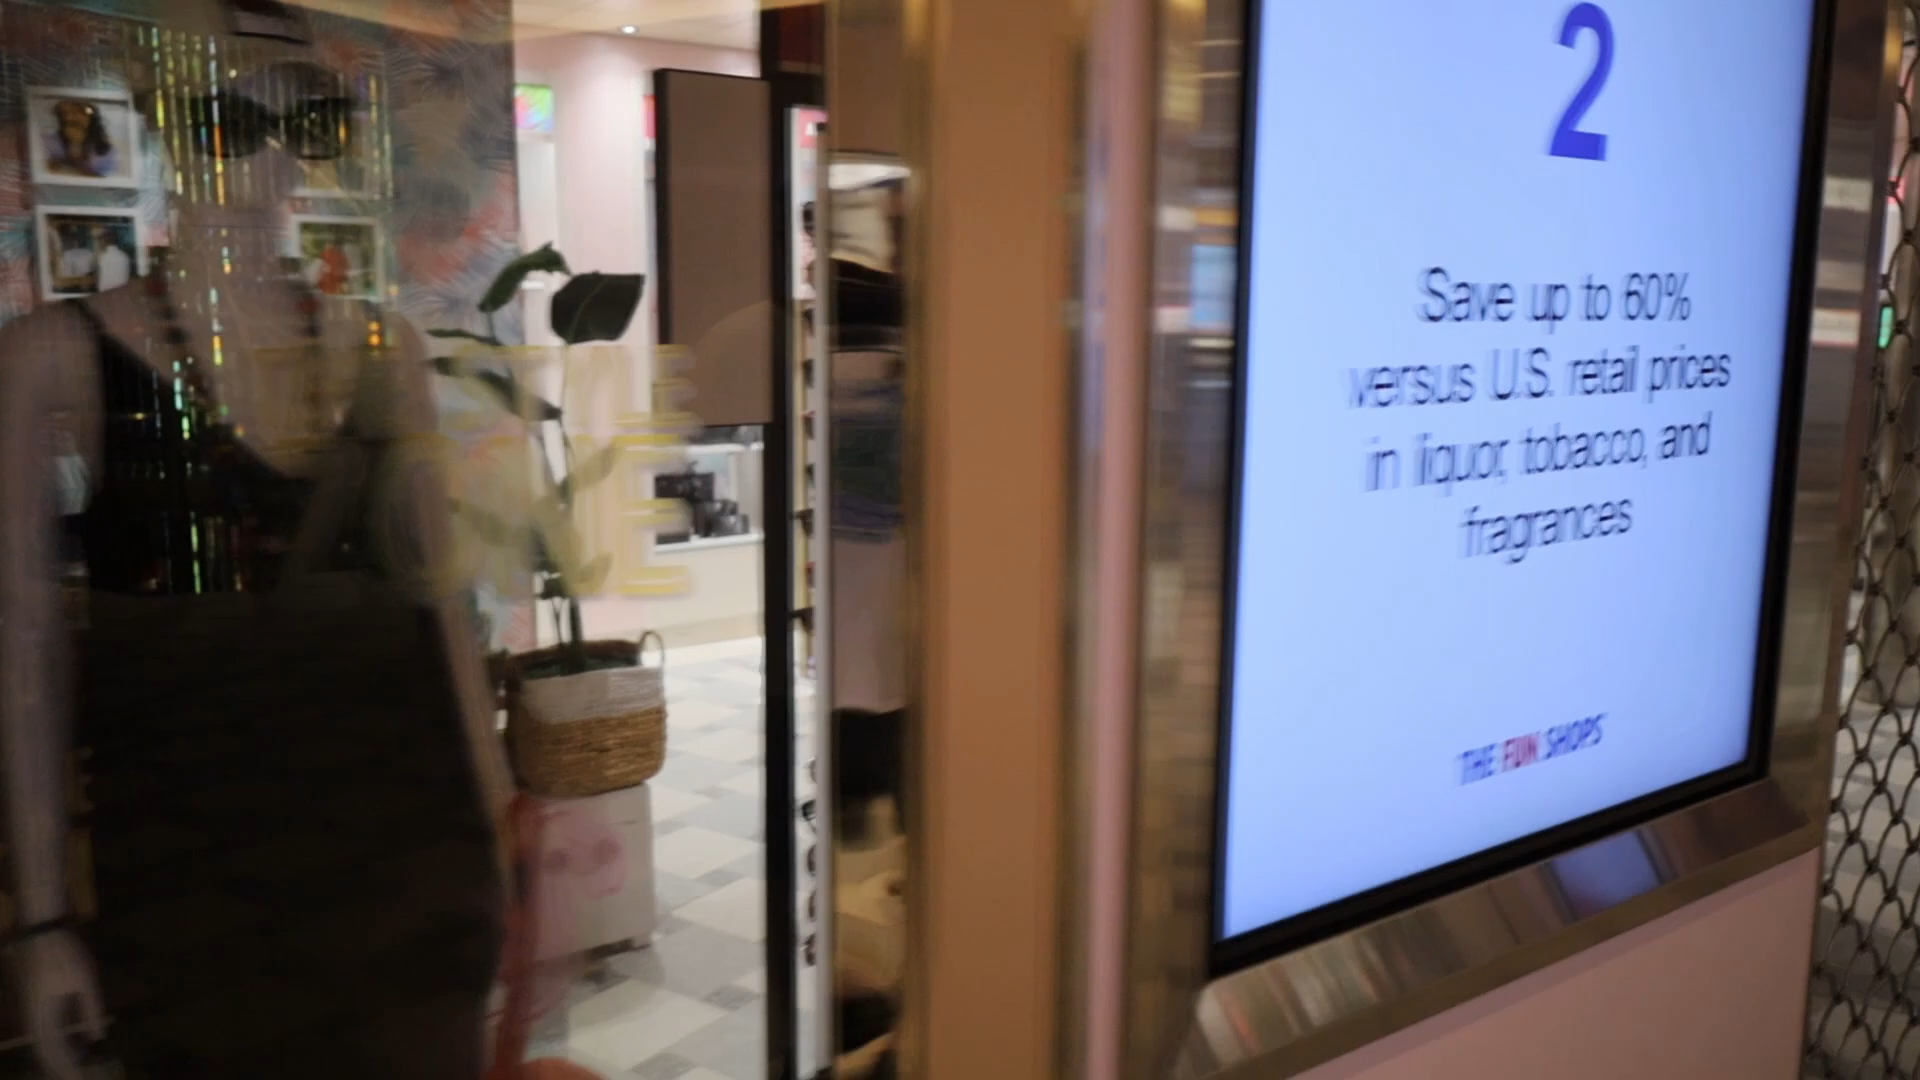 2
Save up to 60%
versus U.S. retail prices
in liquor, tobacco, and
fragrances
THE FUN SHOPS